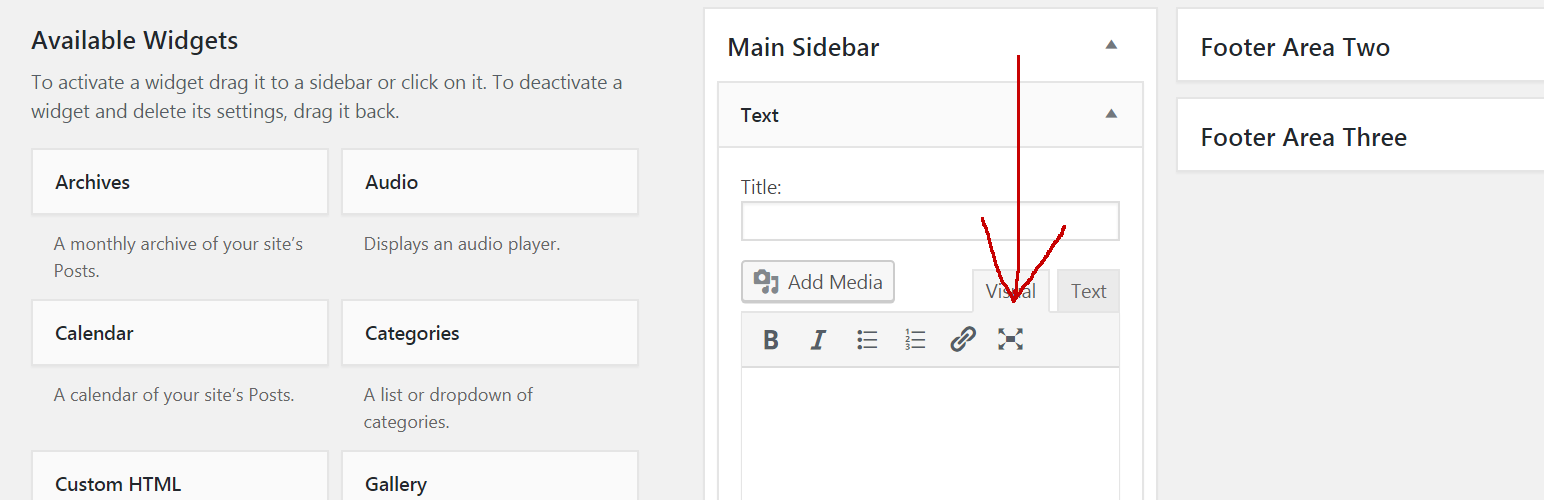 Available Widgets
To activate a widget drag it to a sidebar or click on it. To deactivate a
widget and delete its settings, drag it back.
Archives
Audio
A monthly archive of your site’s
Posts.
Displays an audio player.
Calendar
Categories
A calendar of your site’s Posts.
A list or dropdown of
categories.
Custom HTML
Gallery
Main Sidebar
Text
Title:
Add Media
Visual
Text
B I
1
2
3
Footer Area Two
Footer Area Three